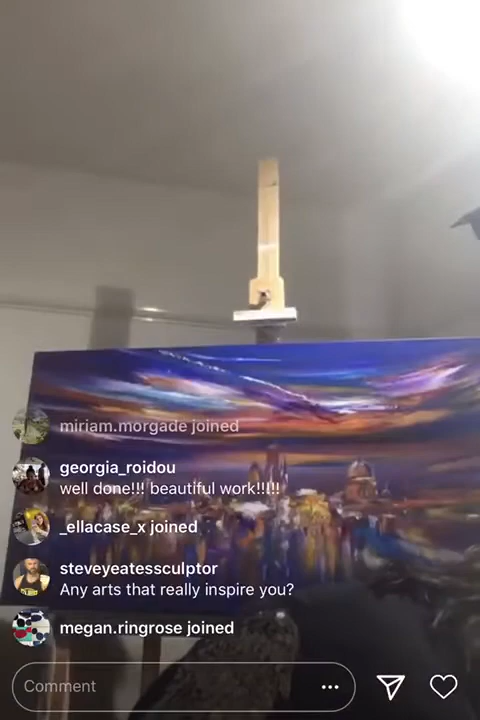 miriam.morgade joined
georgia_roidou
well done!!! beautiful work!!!!!
_ellacase_x joined
steveyeatessculptor
Any arts that really inspire you?
megan.ringrose joined
Comment